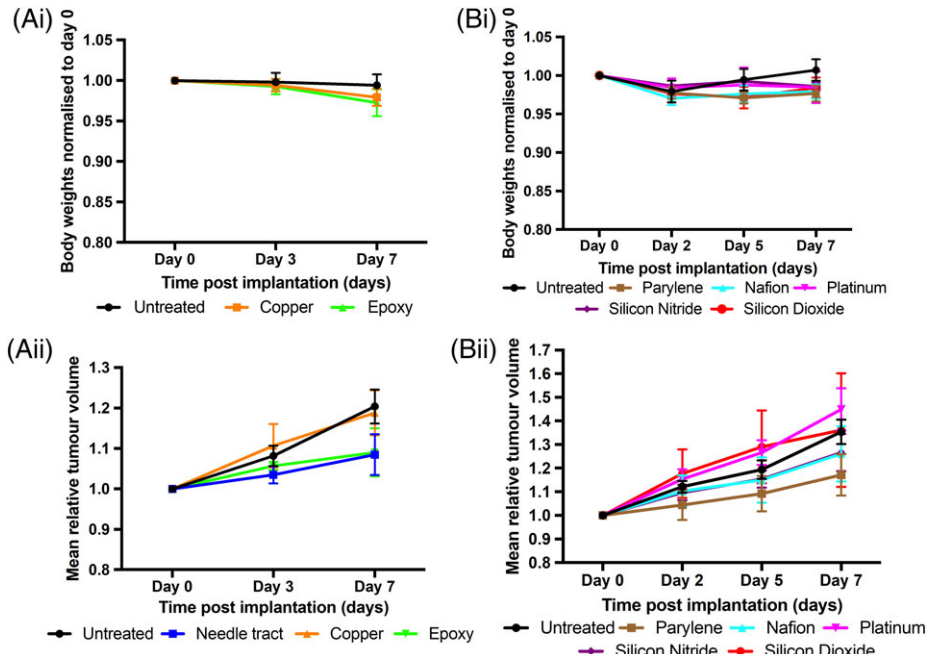 (Ai)
Body weights normalised to day 0
1.05
1.00
0.95
0.90
0.85
0.80
Day 0 Day 3 Day 7
Time post implantation (days)
Untreated Copper Epoxy
(Bi)
Body weights normalised to day 0
1.05
1.00
0.95
0.90
0.85
0.80
Day 0 Day 2 Day 5 Day 7
Time post implantation (days)
Untreated Parylene Nafion Platinum
Silicon Nitride Silicon Dioxide
(Aii)
Mean relative tumour volume
1.3
1.2
1.1
1.0
0.9
0.8
Day 0 Day 3 Day 7
Time post implantation (days)
Untreated Needle tract Copper Epoxy
(Bii)
Mean relative tumour volume
1.7
1.6
1.5
1.4
1.3
1.2
1.1
1.0
0.9
0.8
Day 0 Day 2 Day 5 Day 7
Time post implantation (days)
Untreated Parylene Nafion Platinum
Silicon Nitride Silicon Dioxide